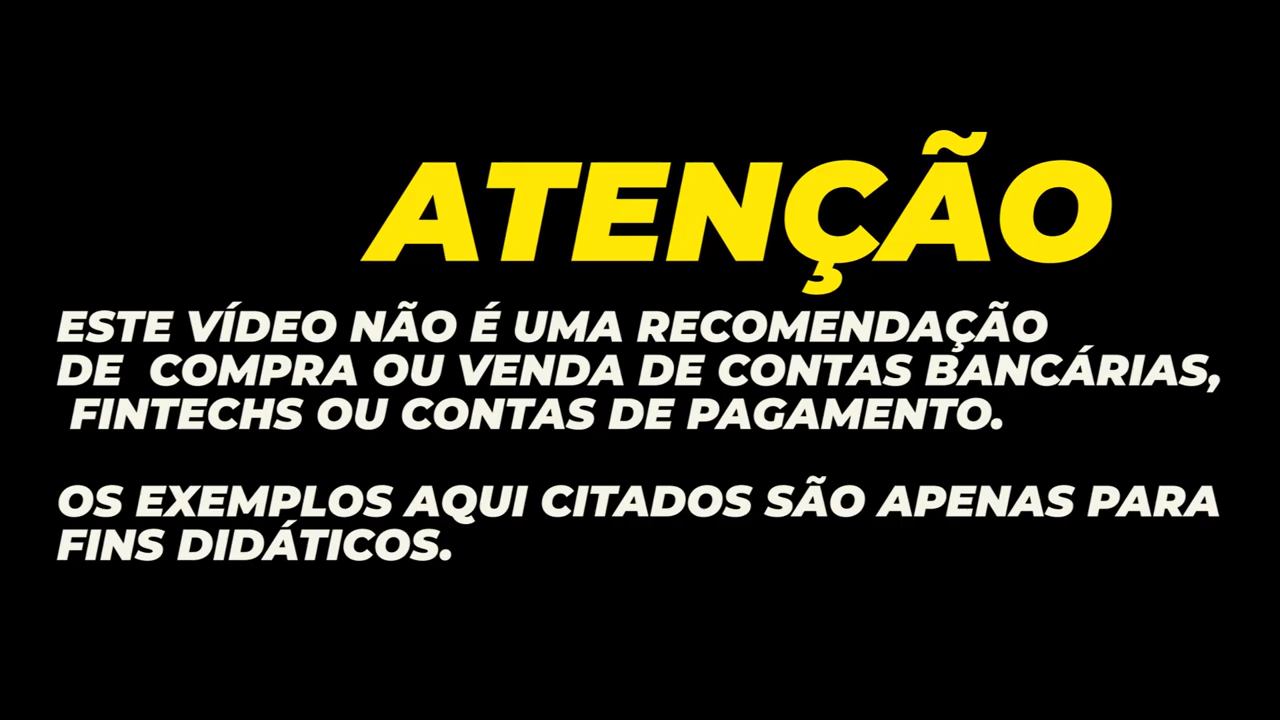 ATENÇÃO
ESTE VÍDEO NÃO É UMA RECOMENDAÇÃO
DE COMPRA OU VENDA DE CONTAS BANCÁRIAS,
FINTECHS OU CONTAS DE PAGAMENTO.
OS EXEMPLOS AQUI CITADOS SÃO APENAS PARA
FINS DIDÁTICOS.